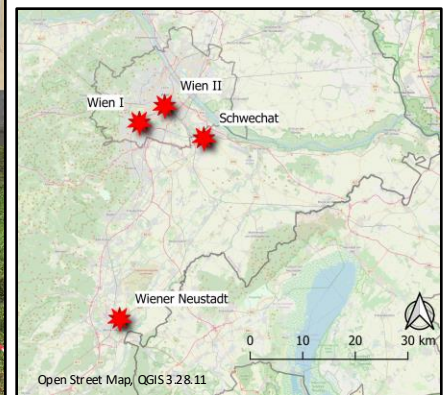 Wien II
Wien I
Schwechat
Wiener Neustadt
0 10 20 30 km
Open Street Map, QGIS 3.28.11